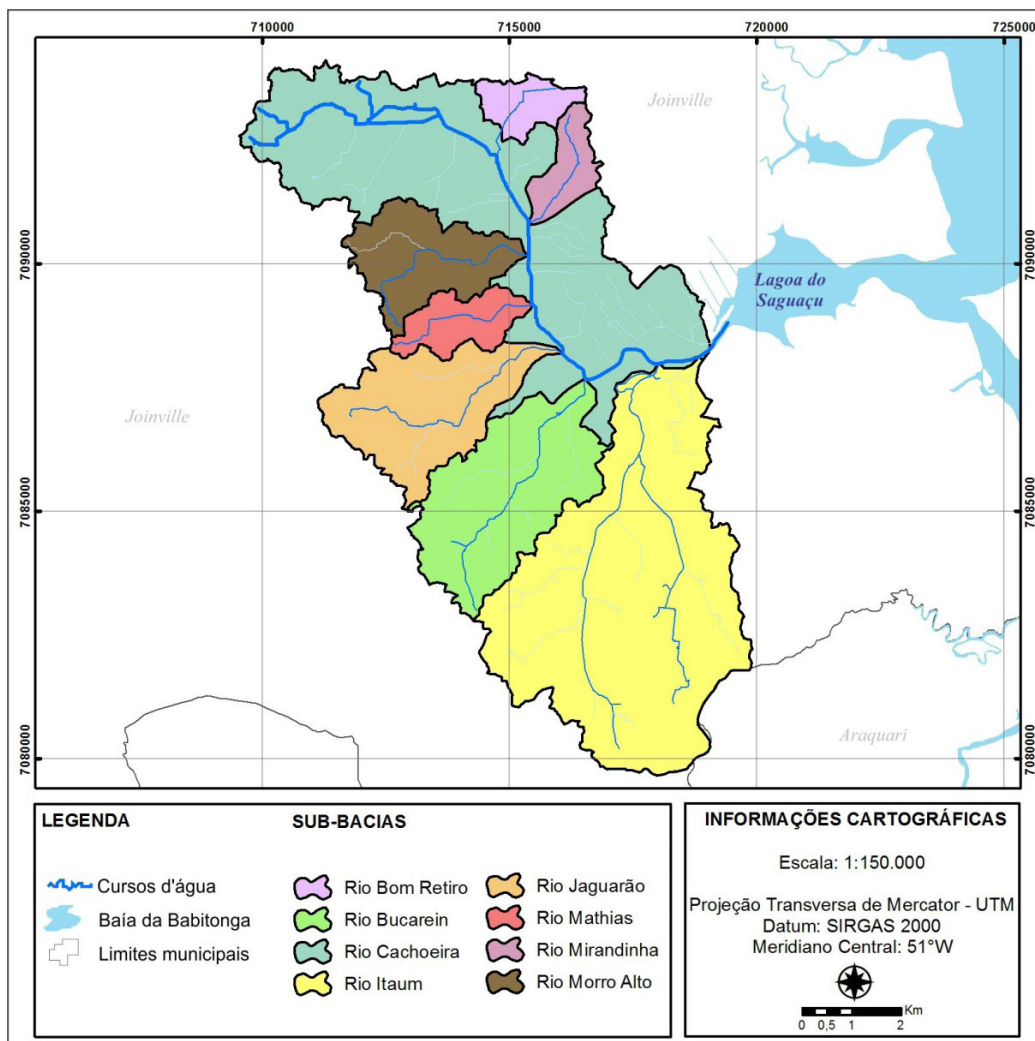 710000 715000 720000 725000
Joinville
7090000 7090000
Lagoa do
Saguaçu
Joinville
7085000 7085000
Araquari
7080000 7080000
LEGENDA
Cursos d'água
Baía da Babitonga
Limites municipais
SUB-BACIAS
Rio Bom Retiro
Rio Bucarein
Rio Cachoeira
Rio Itaum
Rio Jaguarão
Rio Mathias
Rio Mirandinha
Rio Morro Alto
INFORMAÇÕES CARTOGRÁFICAS
Escala: 1:150.000
Projeção Transversa de Mercator - UTM
Datum: SIRGAS 2000
Meridiano Central: 51°W
Km
0 0,5 1 2